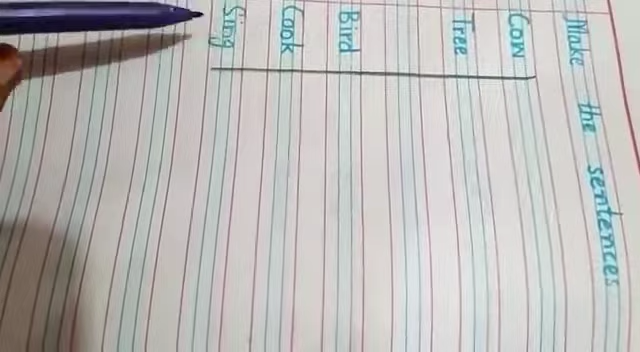 Make the sentences
Cow
Tree
Bird
Cook
Sing